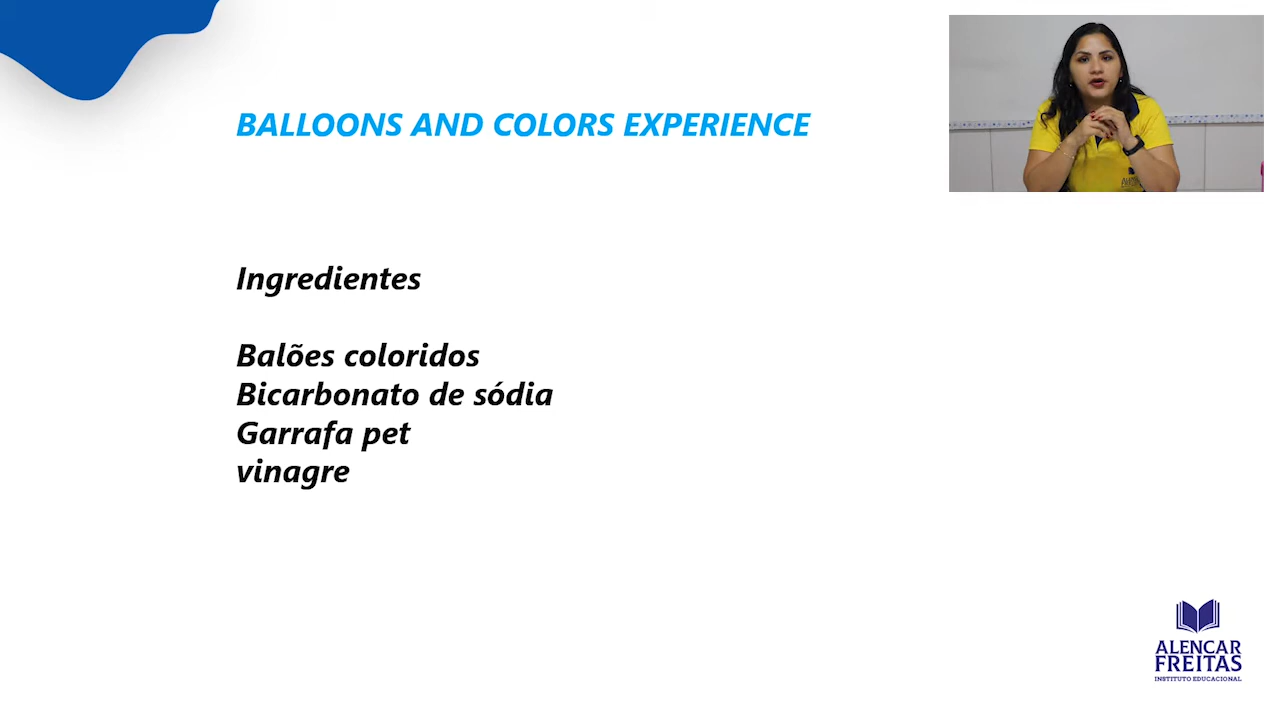 BALLOONS AND COLORS EXPERIENCE
Ingredientes
Balões coloridos
Bicarbonato de sódia
Garrafa pet
vinagre
ALENCAR
FREITAS
INSTITUTO EDUCACIONAL